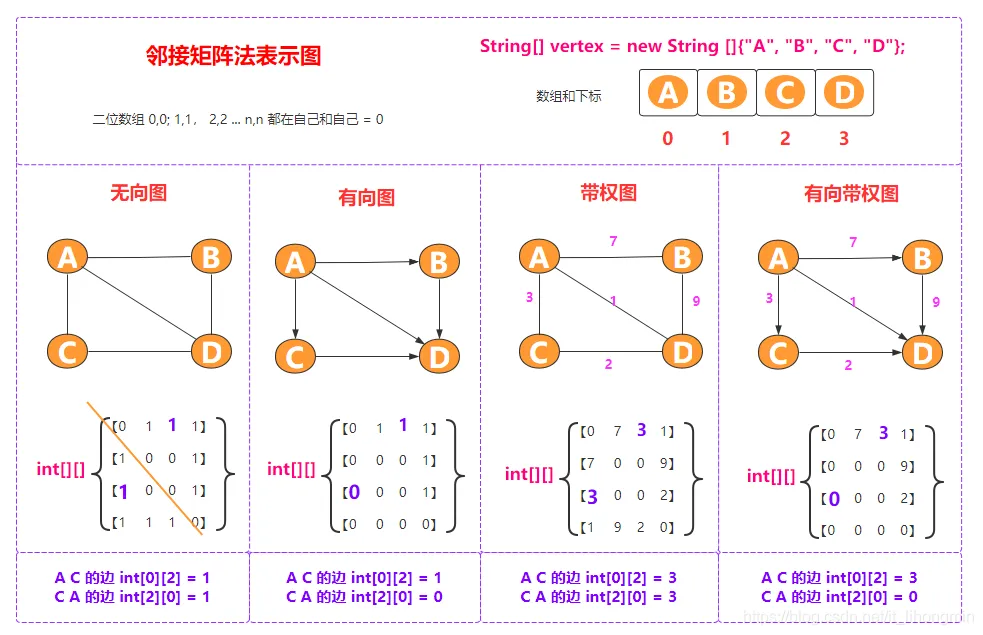 邻接矩阵法表示图
String[] vertex = new String []{"A", "B", "C", "D"};
二位数组 0,0; 1,1， 2,2 ... n,n 都在自己和自己 = 0
数组和下标
A B C D
0 1 2 3
无向图
A B
C D
int[][]
【0 1 1 1】
【1 0 0 1】
【1 0 0 1】
【1 1 1 0】
A C 的边 int[0][2] = 1
C A 的边 int[2][0] = 1
有向图
A B
C D
int[][]
【0 1 1 1】
【0 0 0 1】
【0 0 0 1】
【0 0 0 0】
A C 的边 int[0][2] = 1
C A 的边 int[2][0] = 0
带权图
7
A B
3 1 9
C D
2
int[][]
【0 7 3 1】
【7 0 0 9】
【3 0 0 2】
【1 9 2 0】
A C 的边 int[0][2] = 3
C A 的边 int[2][0] = 3
有向带权图
7
A B
3 1 9
C D
2
int[][]
【0 7 3 1】
【0 0 0 9】
【0 0 0 2】
【0 0 0 0】
A C 的边 int[0][2] = 3
C A 的边 int[2][0] = 0